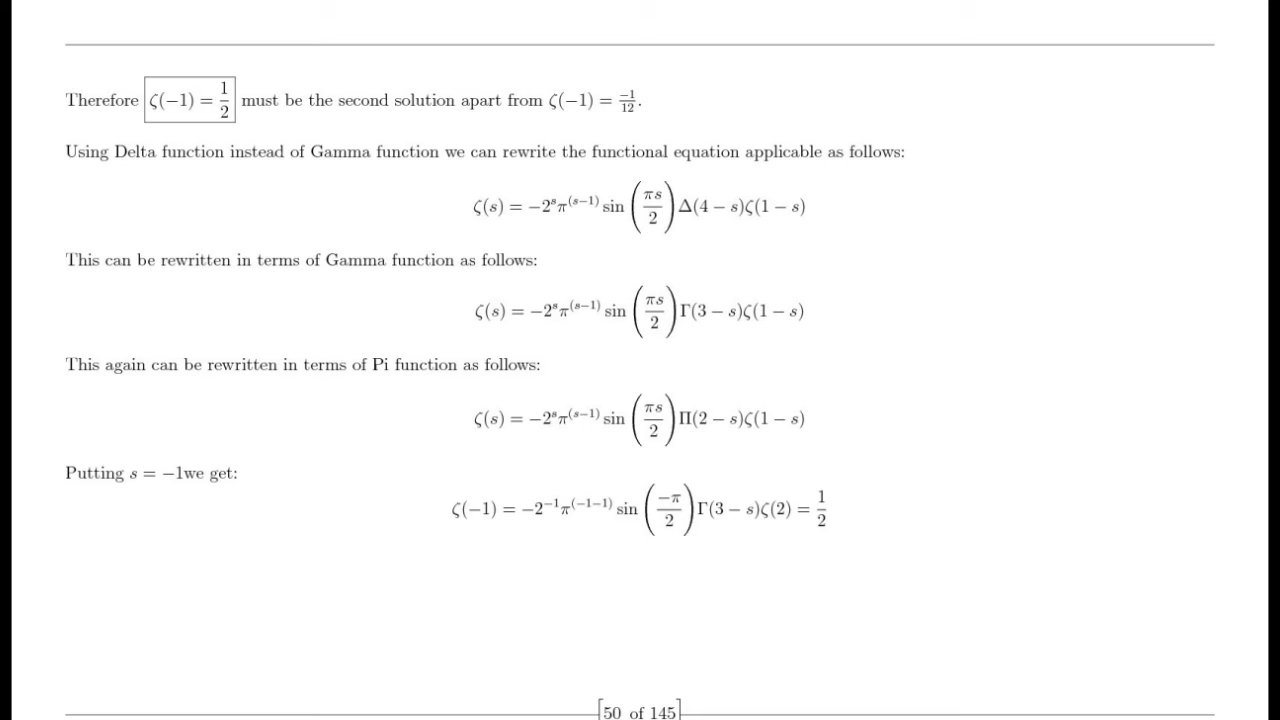 Therefore ζ(−1) = 1/2 must be the second solution apart from ζ(−1) = −1/12.
Using Delta function instead of Gamma function we can rewrite the functional equation applicable as follows:
ζ(s) = −2^s π^(s−1) sin(πs/2) Δ(4 − s)ζ(1 − s)
This can be rewritten in terms of Gamma function as follows:
ζ(s) = −2^s π^(s−1) sin(πs/2) Γ(3 − s)ζ(1 − s)
This again can be rewritten in terms of Pi function as follows:
ζ(s) = −2^s π^(s−1) sin(πs/2) Π(2 − s)ζ(1 − s)
Putting s = −1we get:
ζ(−1) = −2^−1 π^(−1−1) sin(−π/2) Γ(3 − s)ζ(2) = 1/2
[50 of 145]